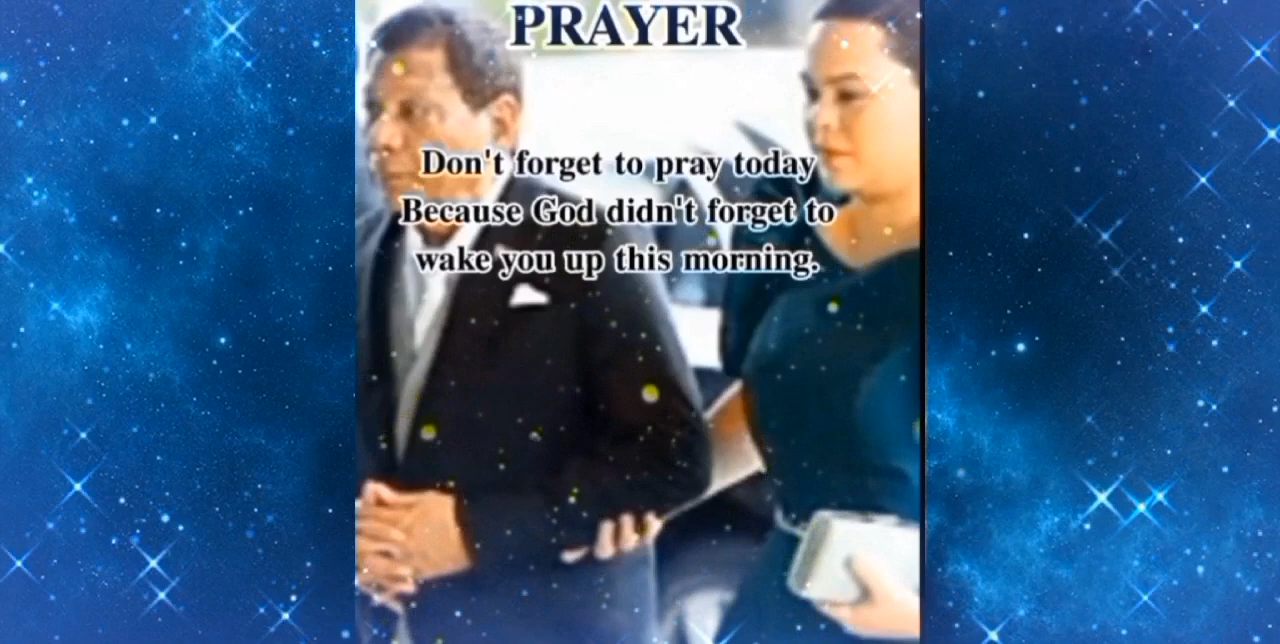 PRAYER
Don't forget to pray today
Because God didn't forget to
wake you up this morning.